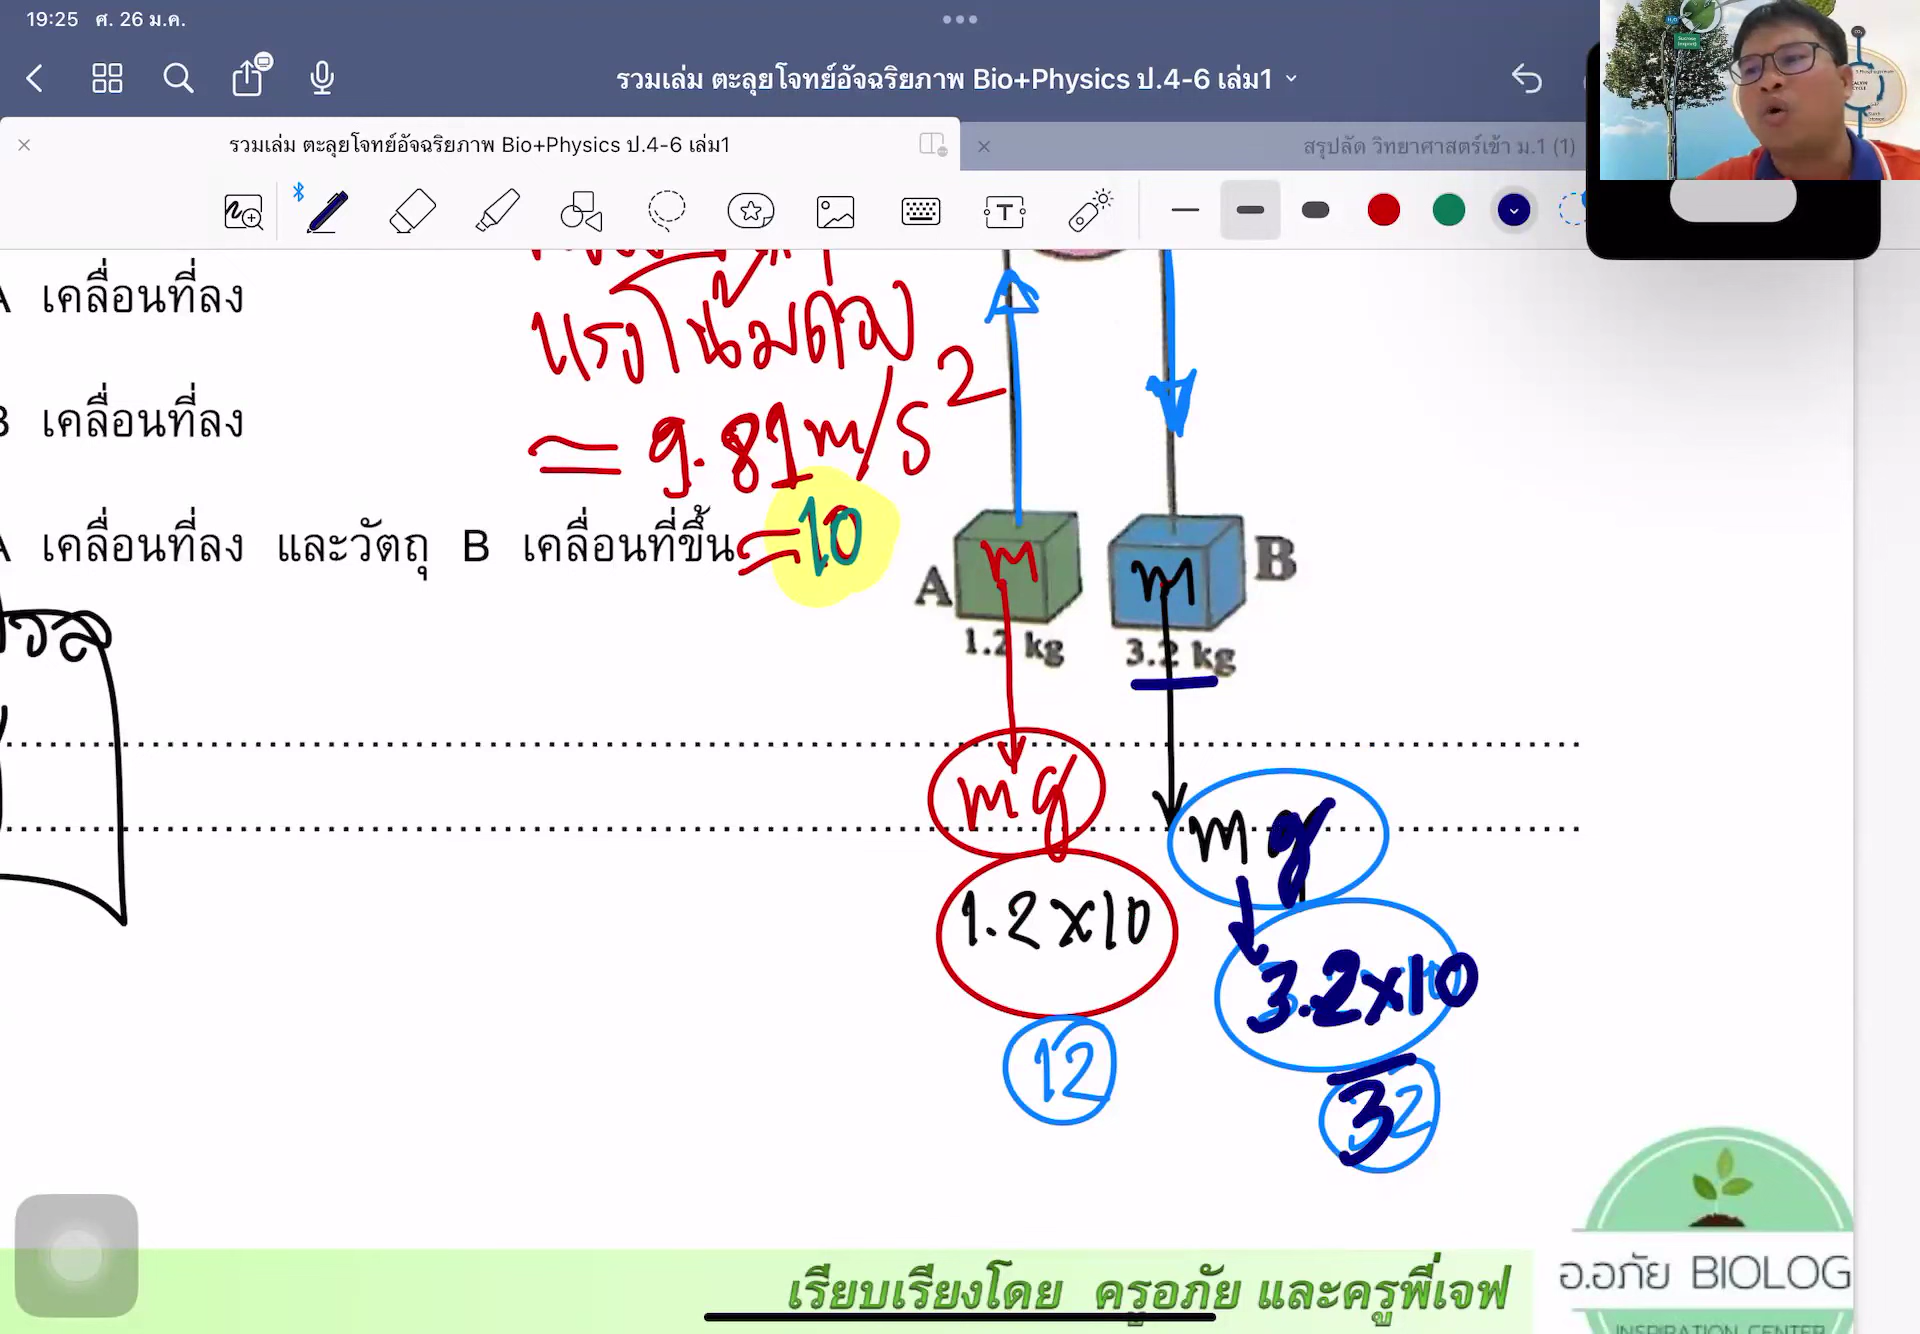 19:25 ศ. 26 ม.ค.
รวมเล่ม ตะลุยโจทย์อัจฉริยภาพ Bio+Physics ป.4-6 เล่ม1
รวมเล่ม ตะลุยโจทย์อัจฉริยภาพ Bio+Physics ป.4-6 เล่ม1
สรุปลัด วิทยาศาสตร์เข้า ม.1 (1)
A เคลื่อนที่ลง
แรงโน้มถ่วง
B เคลื่อนที่ลง
≈ 9.81 m/s²
A เคลื่อนที่ลง และวัตถุ B เคลื่อนที่ขึ้น ≈ 10
m
m
A
B
1.2 kg
3.2 kg
mg
mg
1.2×10
3.2×10
12
32
เรียบเรียงโดย ครูอภัย และครูพี่เจฟ
อ.อภัย BIOLOG
INSPIRATION CENTER